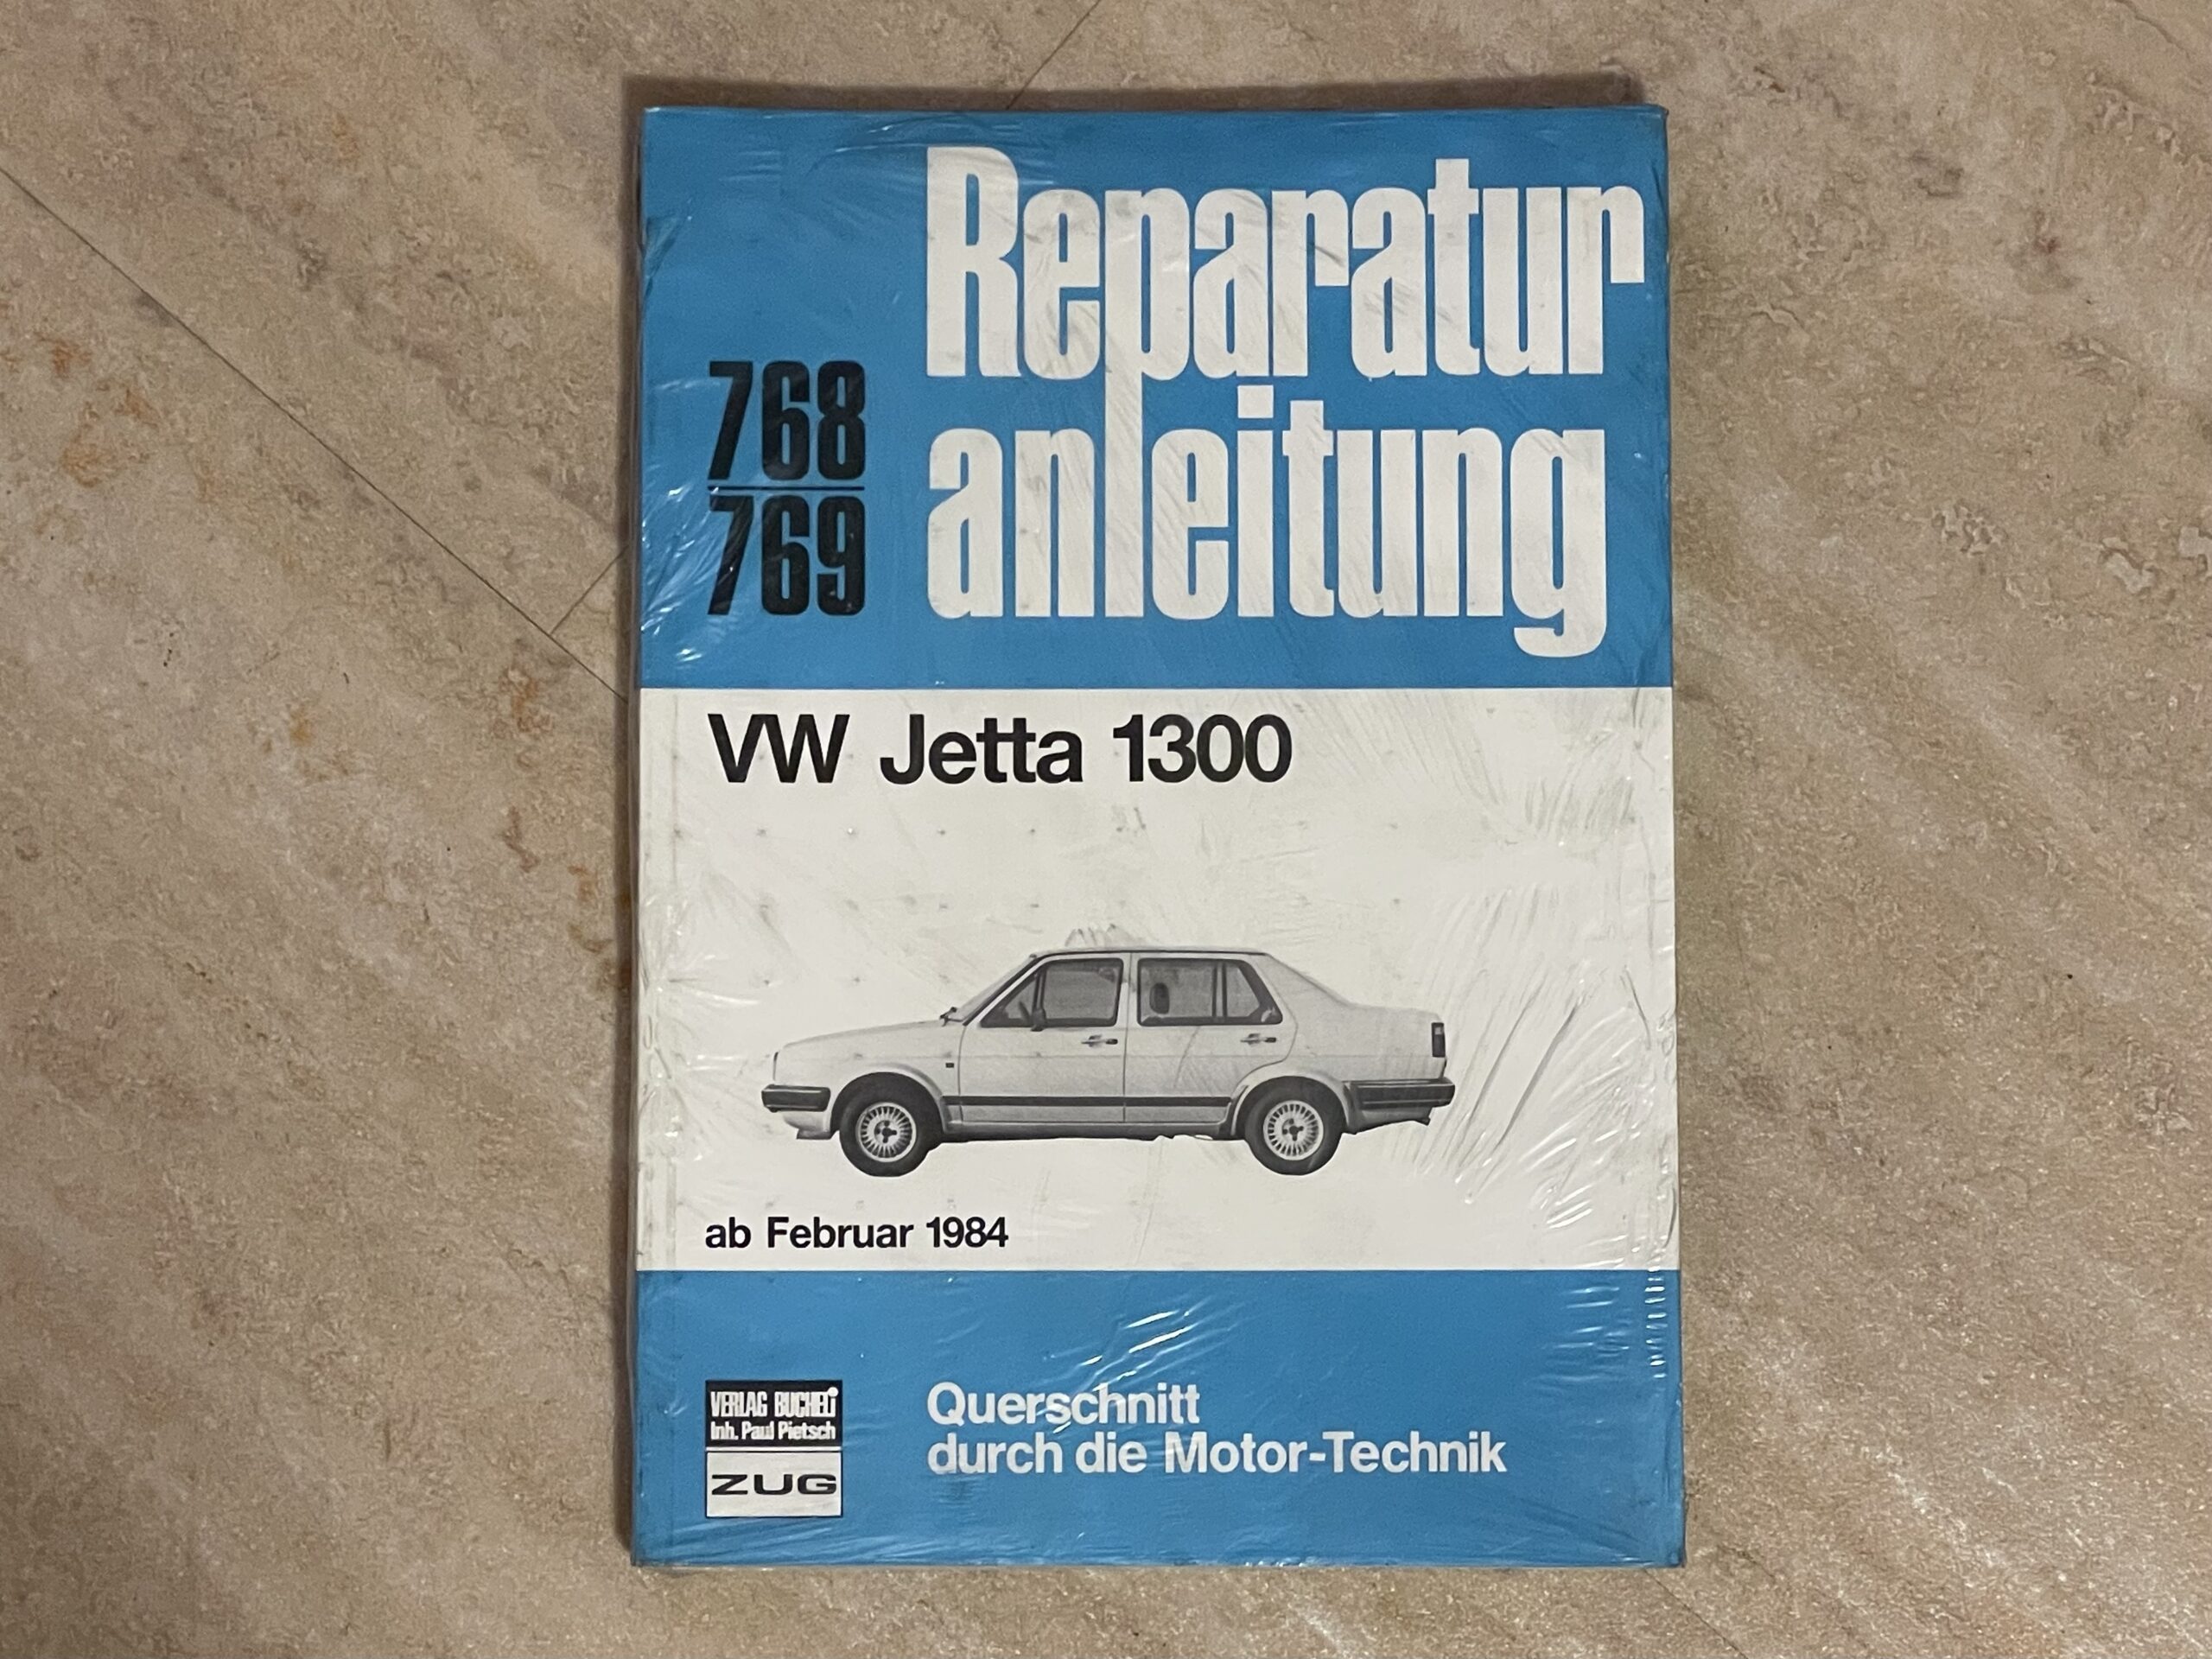 Reparatur
anleitung
768
769
VW Jetta 1300
ab Februar 1984
VERLAG BUCHELI
Inh. Paul Pietsch
ZUG
Querschnitt
durch die Motor-Technik